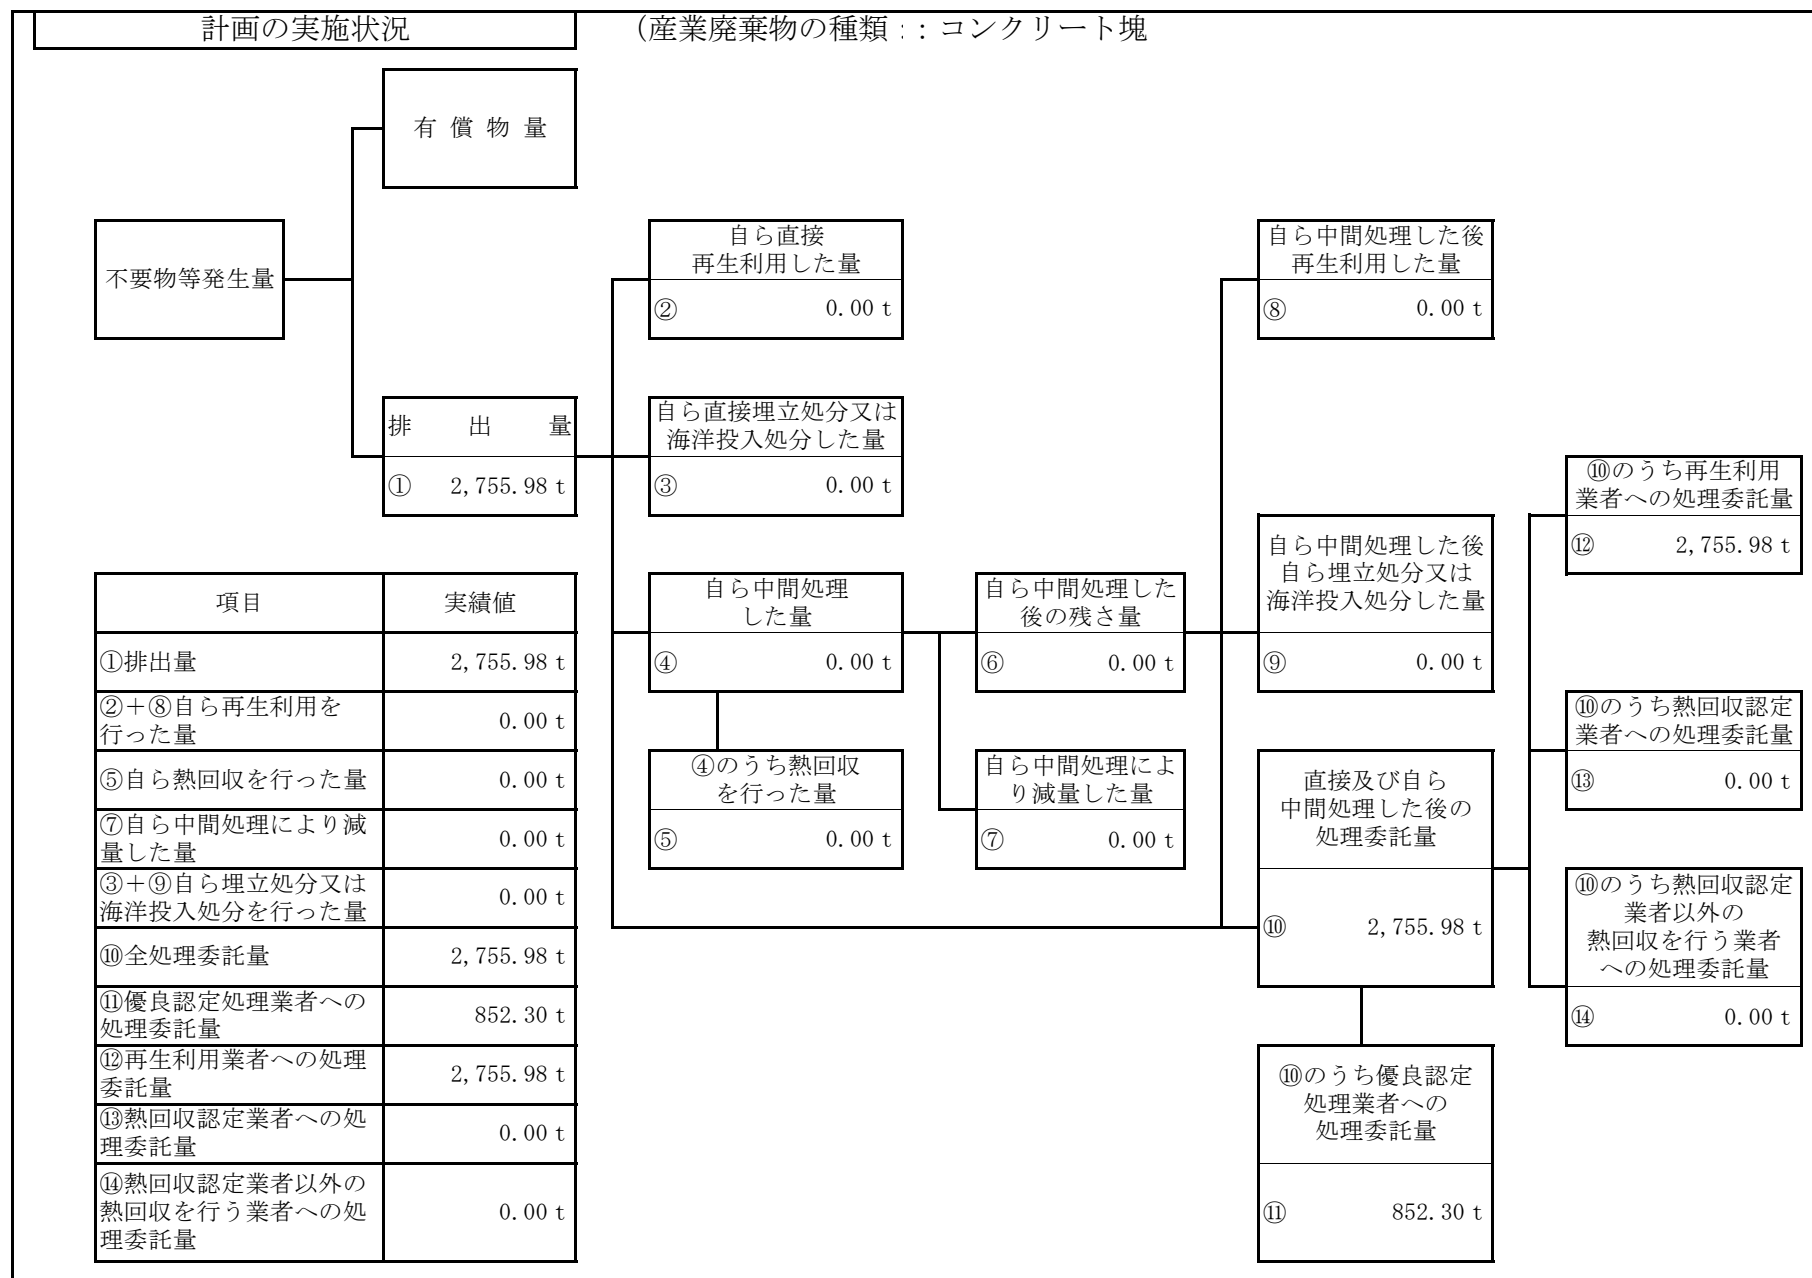 計画の実施状況
（産業廃棄物の種類：：コンクリート塊
有償物量
不要物等発生量
自ら直接
再生利用した量
② 0.00 t
自ら中間処理した後
再生利用した量
⑧ 0.00 t
排出量
① 2,755.98 t
自ら直接埋立処分又は
海洋投入処分した量
③ 0.00 t
⑩のうち再生利用
業者への処理委託量
⑫ 2,755.98 t
自ら中間処理した後
自ら埋立処分又は
海洋投入処分した量
⑨ 0.00 t
自ら中間処理
した量
④ 0.00 t
自ら中間処理した
後の残さ量
⑥ 0.00 t
④のうち熱回収
を行った量
⑤ 0.00 t
自ら中間処理によ
り減量した量
⑦ 0.00 t
直接及び自ら
中間処理した後の
処理委託量
⑩ 2,755.98 t
⑩のうち熱回収認定
業者への処理委託量
⑬ 0.00 t
⑩のうち熱回収認定
業者以外の
熱回収を行う業者
への処理委託量
⑭ 0.00 t
⑩のうち優良認定
処理業者への
処理委託量
⑪ 852.30 t
項目 実績値
①排出量 2,755.98 t
②＋⑧自ら再生利用を
行った量 0.00 t
⑤自ら熱回収を行った量 0.00 t
⑦自ら中間処理により減
量した量 0.00 t
③＋⑨自ら埋立処分又は
海洋投入処分を行った量 0.00 t
⑩全処理委託量 2,755.98 t
⑪優良認定処理業者への
処理委託量 852.30 t
⑫再生利用業者への処理
委託量 2,755.98 t
⑬熱回収認定業者への処
理委託量 0.00 t
⑭熱回収認定業者以外の
熱回収を行う業者への処
理委託量 0.00 t